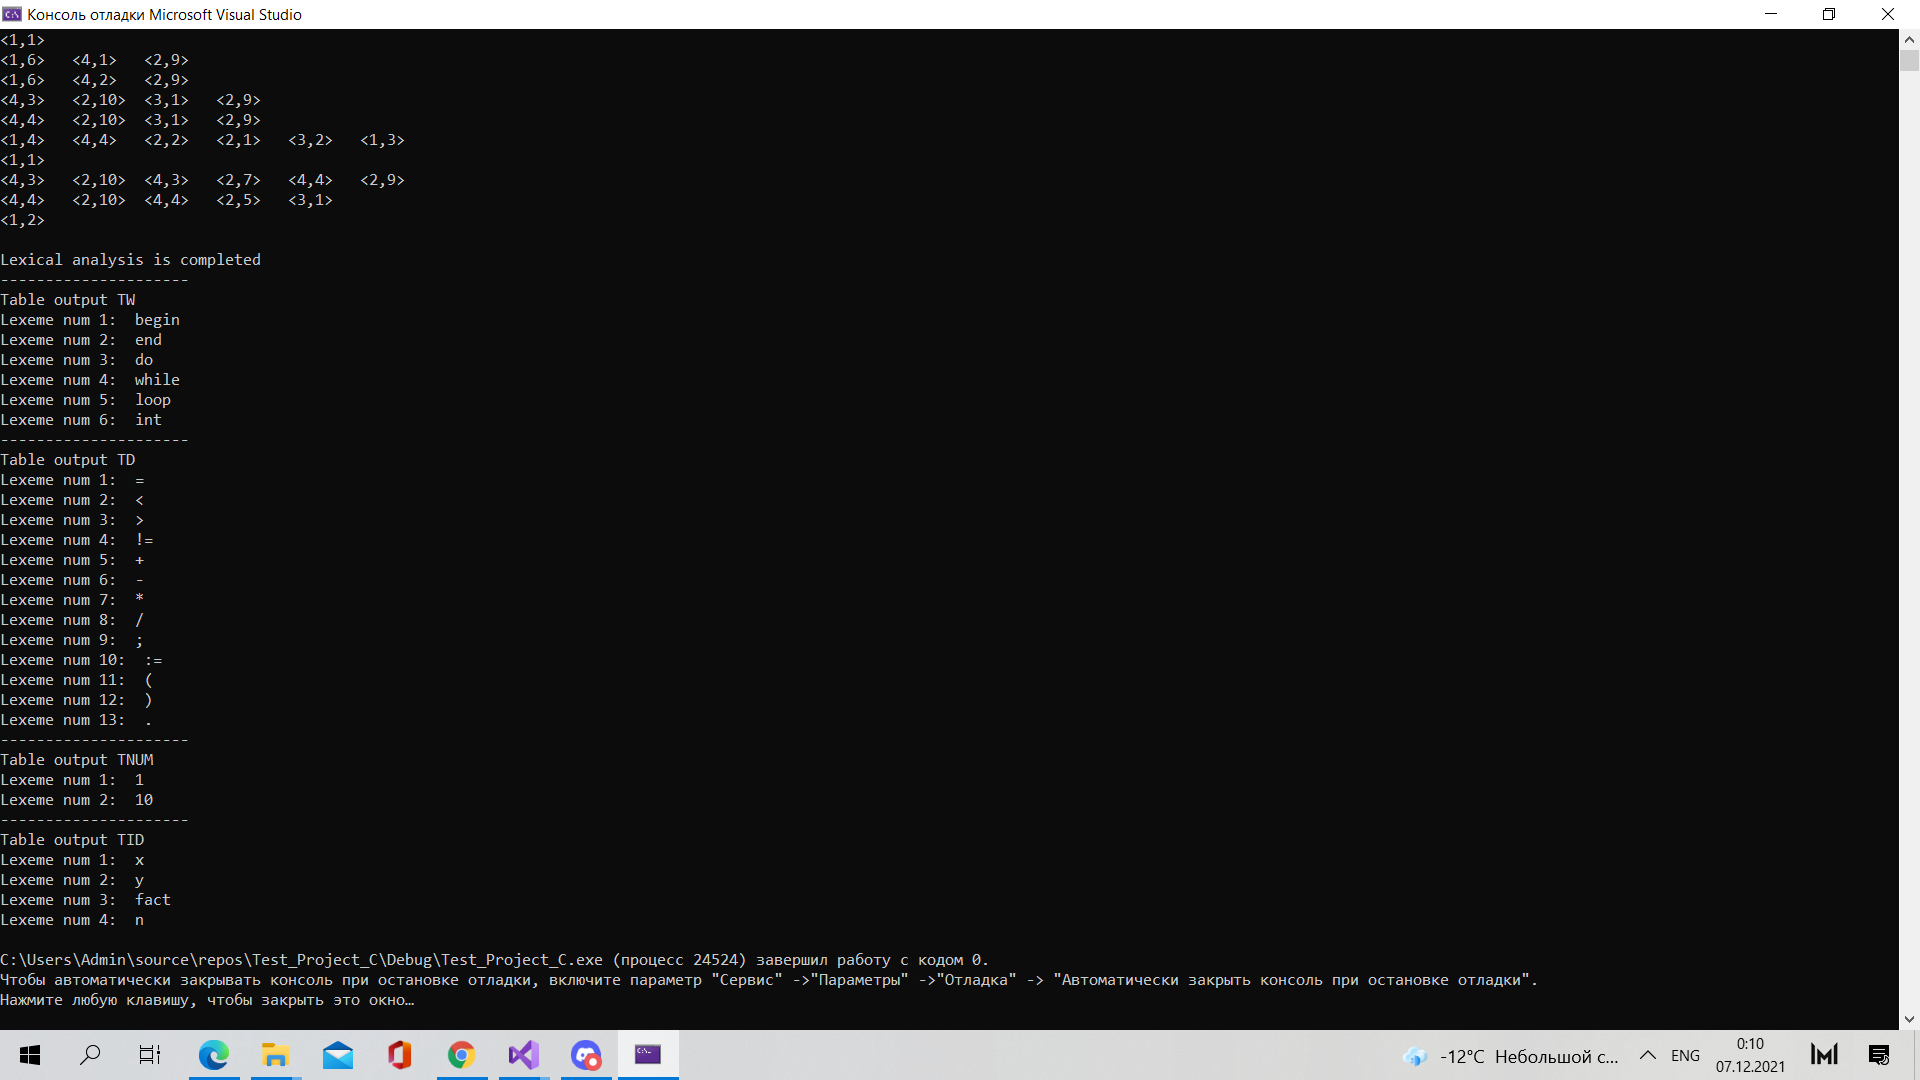 Консоль отладки Microsoft Visual Studio
<1,1>
<1,6> <4,1> <2,9>
<1,6> <4,2> <2,9>
<4,3> <2,10> <3,1> <2,9>
<4,4> <2,10> <3,1> <2,9>
<1,4> <4,4> <2,2> <2,1> <3,2> <1,3>
<1,1>
<4,3> <2,10> <4,3> <2,7> <4,4> <2,9>
<4,4> <2,10> <4,4> <2,5> <3,1>
<1,2>
Lexical analysis is completed
---------------------
Table output TW
Lexeme num 1: begin
Lexeme num 2: end
Lexeme num 3: do
Lexeme num 4: while
Lexeme num 5: loop
Lexeme num 6: int
---------------------
Table output TD
Lexeme num 1: =
Lexeme num 2: <
Lexeme num 3: >
Lexeme num 4: !=
Lexeme num 5: +
Lexeme num 6: -
Lexeme num 7: *
Lexeme num 8: /
Lexeme num 9: ;
Lexeme num 10: :=
Lexeme num 11: (
Lexeme num 12: )
Lexeme num 13: .
---------------------
Table output TNUM
Lexeme num 1: 1
Lexeme num 2: 10
---------------------
Table output TID
Lexeme num 1: x
Lexeme num 2: y
Lexeme num 3: fact
Lexeme num 4: n
C:\Users\Admin\source\repos\Test_Project_C\Debug\Test_Project_C.exe (процесс 24524) завершил работу с кодом 0.
Чтобы автоматически закрывать консоль при остановке отладки, включите параметр "Сервис" ->"Параметры" ->"Отладка" -> "Автоматически закрыть консоль при остановке отладки".
Нажмите любую клавишу, чтобы закрыть это окно…
-12°C Небольшой с... ENG 0:10
07.12.2021